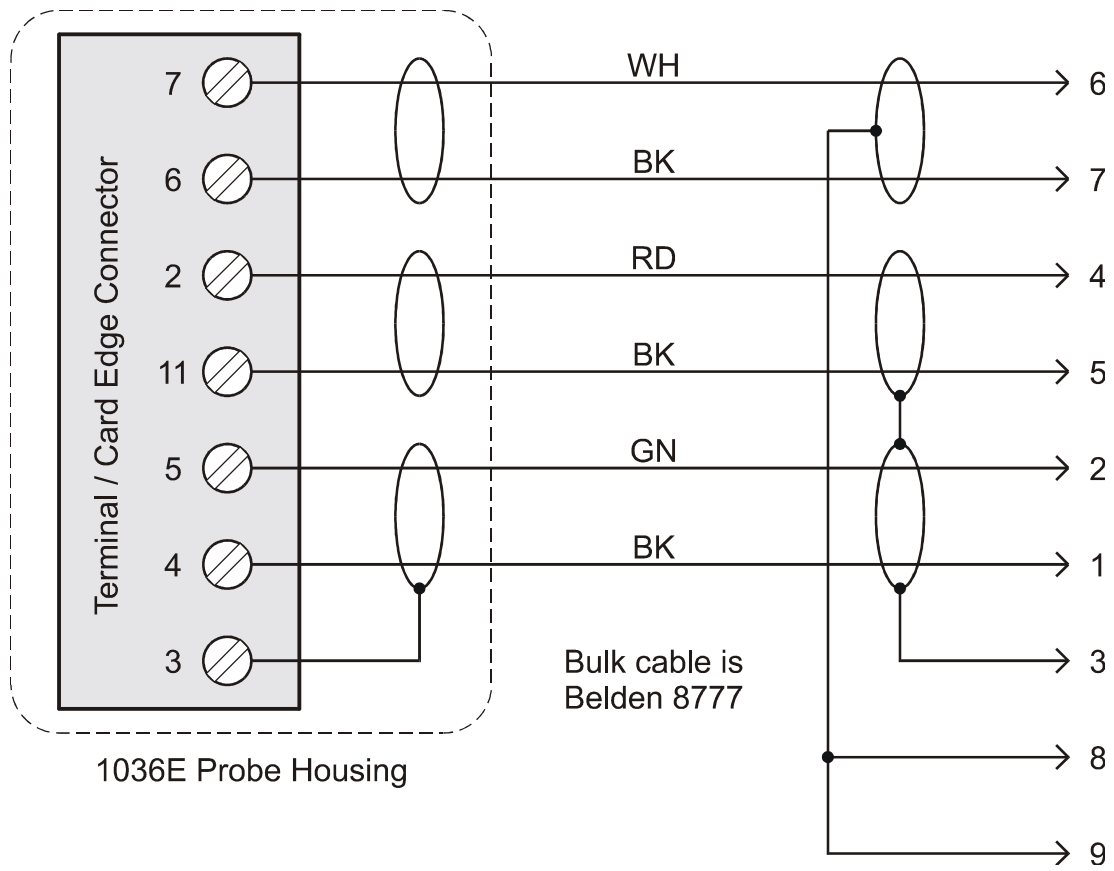 Terminal / Card Edge Connector
7 WH 6
6 BK 7
2 RD 4
11 BK 5
5 GN 2
4 BK 1
3 3
Bulk cable is
Belden 8777
8
1036E Probe Housing
9